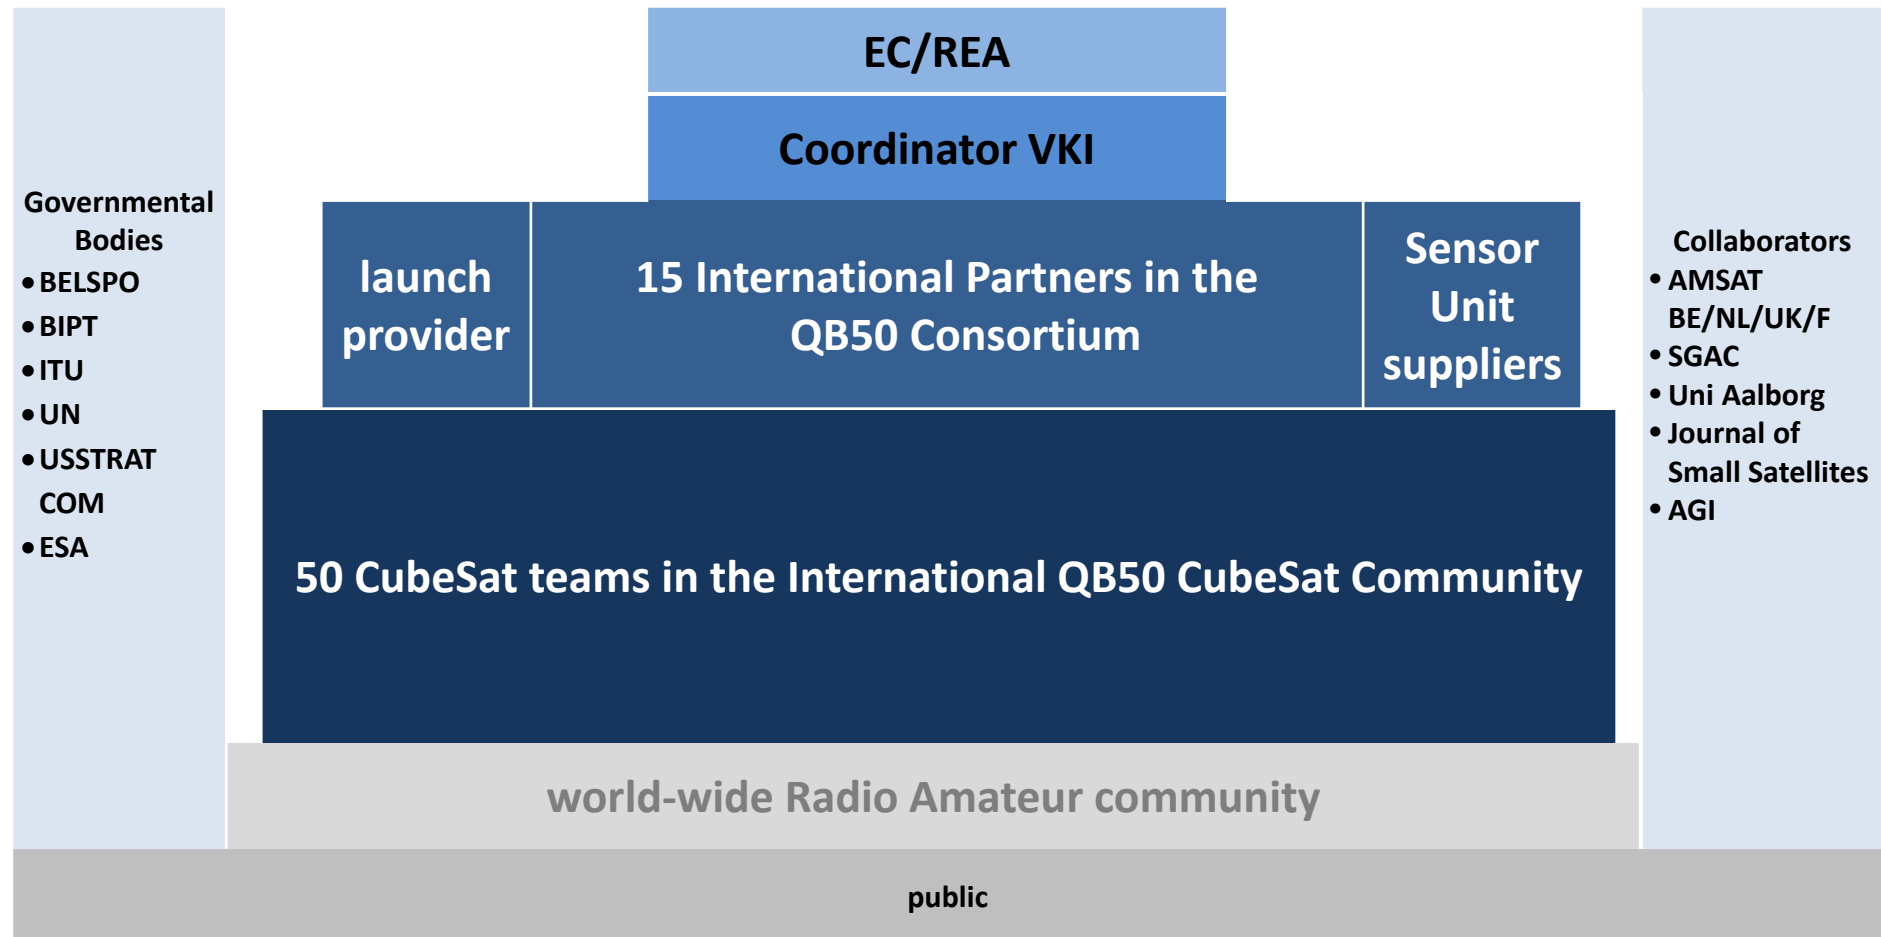 EC/REA
Coordinator VKI
Governmental
Bodies
• BELSPO
• BIPT
• ITU
• UN
• USSTRAT
COM
• ESA
launch
provider
15 International Partners in the
QB50 Consortium
Sensor
Unit
suppliers
Collaborators
• AMSAT
BE/NL/UK/F
• SGAC
• Uni Aalborg
• Journal of
Small Satellites
• AGI
50 CubeSat teams in the International QB50 CubeSat Community
world-wide Radio Amateur community
public